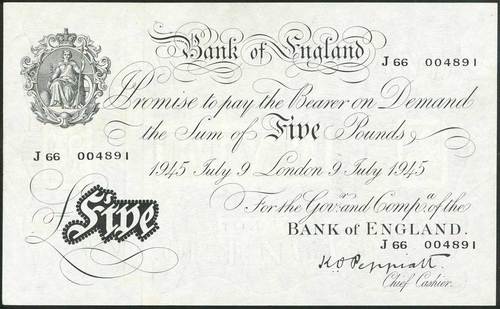 Bank of England
J 66 004891
I Promise to pay the Bearer on Demand
the Sum of Five Pounds
J 66 004891
1945 July 9 London 9 July 1945
£ Five
For the Govr. and Compa. of the
BANK of ENGLAND.
J 66 004891
K O Peppiatt
Chief Cashier.